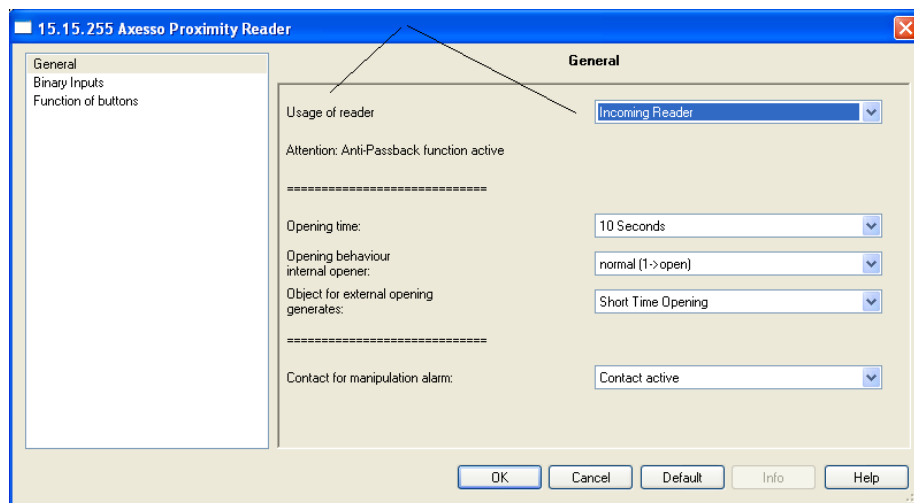 15.15.255 Axesso Proximity Reader
General
Binary Inputs
Function of buttons
General
Usage of reader
Incoming Reader
Attention: Anti-Passback function active
==============================
Opening time:
10 Seconds
Opening behaviour
internal opener:
normal (1->open)
Object for external opening
generates:
Short Time Opening
==============================
Contact for manipulation alarm:
Contact active
OK
Cancel
Default
Info
Help